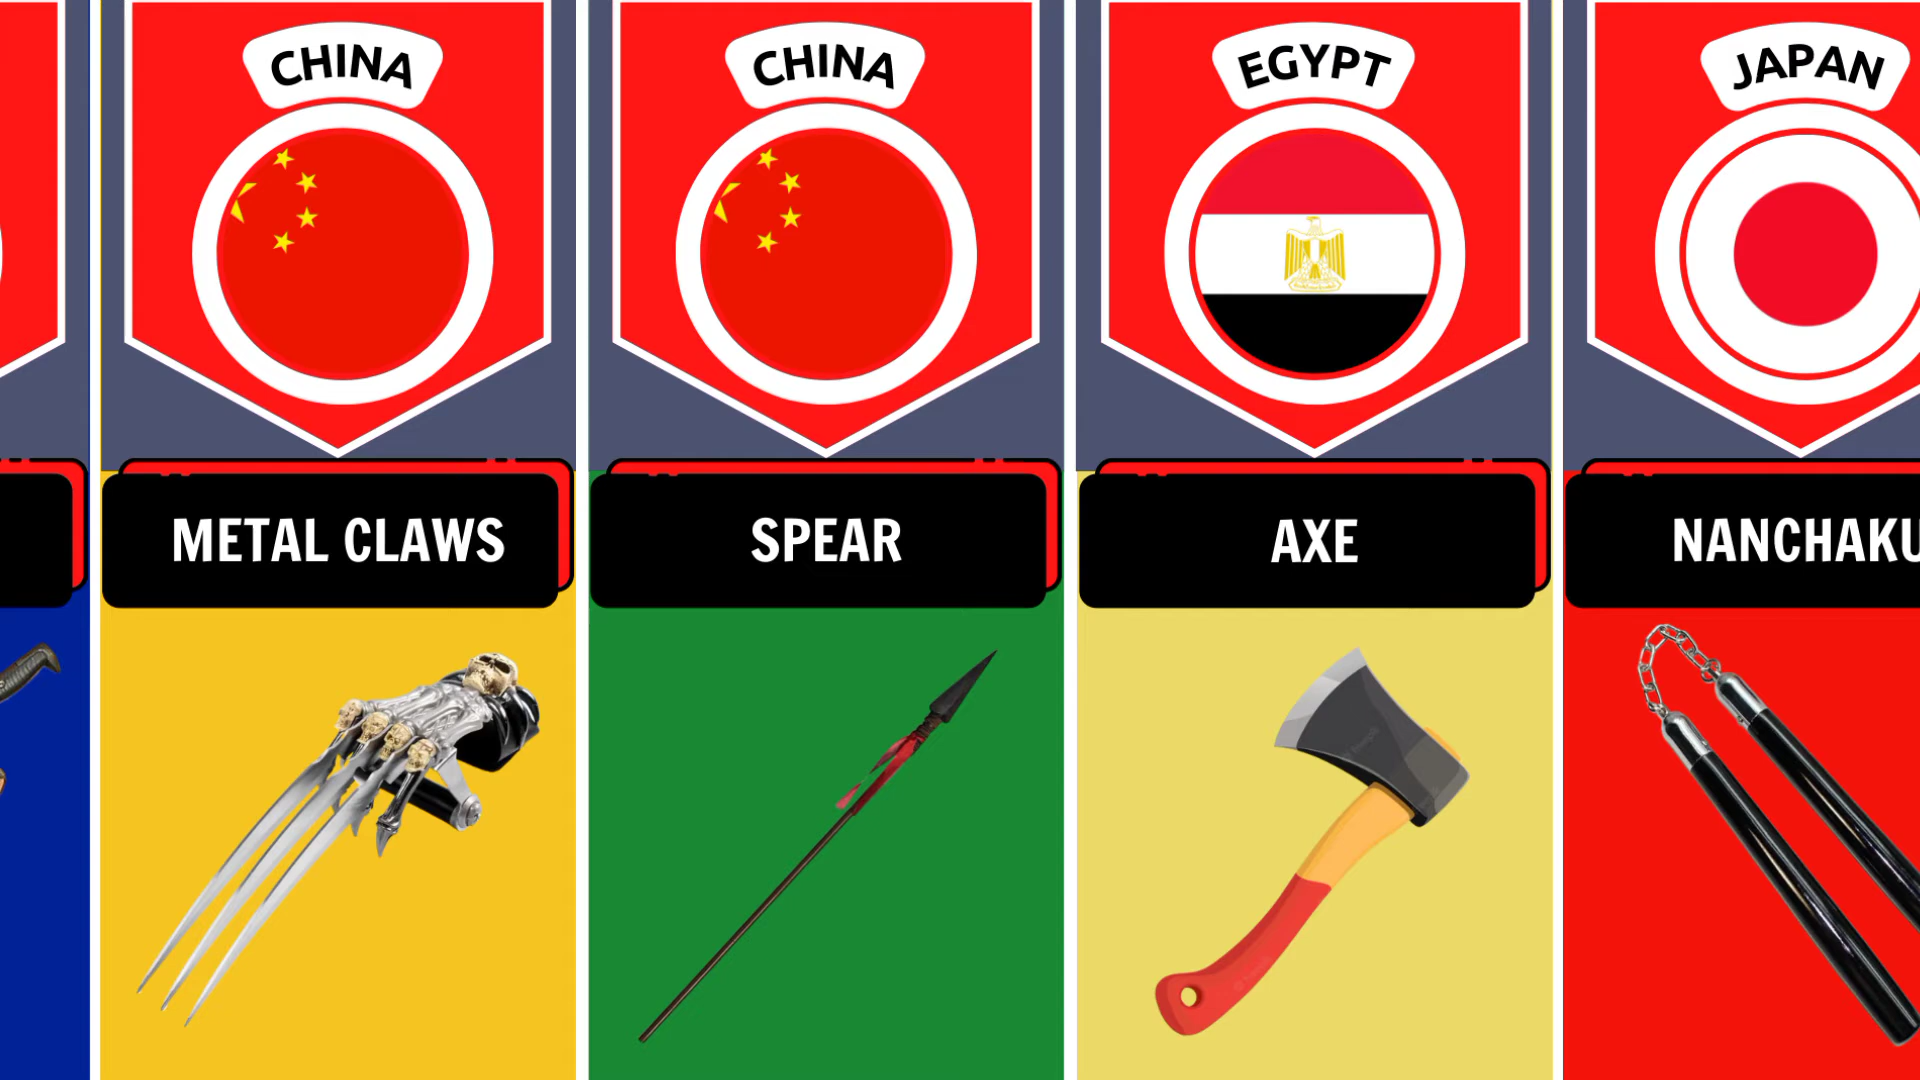 CHINA
METAL CLAWS
CHINA
SPEAR
EGYPT
AXE
JAPAN
NANCHAKU